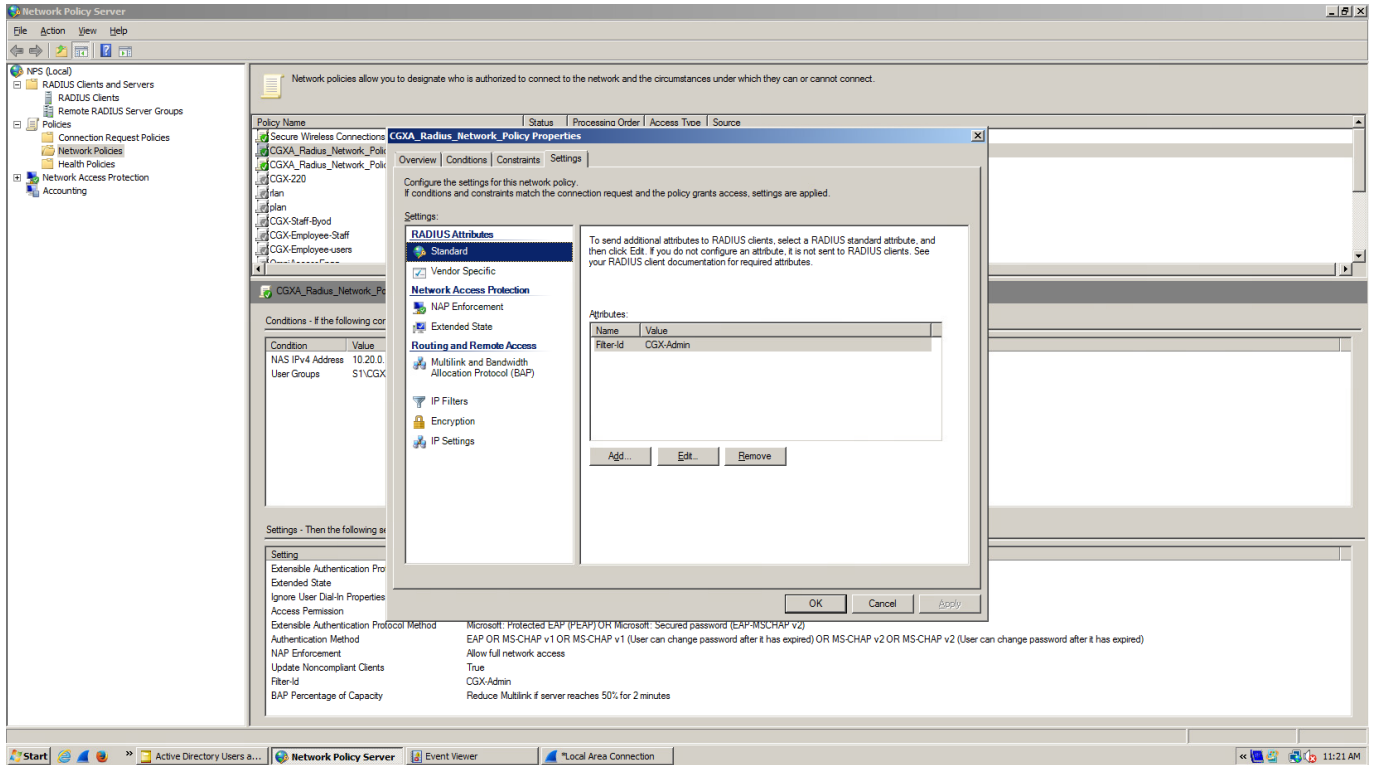 Network Policy Server
File Action View Help
NPS (Local)
RADIUS Clients and Servers
RADIUS Clients
Remote RADIUS Server Groups
Policies
Connection Request Policies
Network Policies
Health Policies
Network Access Protection
Accounting
Network policies allow you to designate who is authorized to connect to the network and the circumstances under which they can or cannot connect.
Policy Name Status Processing Order Access Type Source
Secure Wireless Connections
CGXA_Radius_Network_Polic
CGXA_Radius_Network_Polic
CGX-220
rlan
plan
CGX-Staff-Byod
CGX-Employee-Staff
CGX-Employee-users
CGXA_Radius_Network_Po
Conditions - If the following con
Condition Value
NAS IPv4 Address 10.20.0.
User Groups S1\CGX
Settings - Then the following se
Setting
Extensible Authentication Pro
Extended State
Ignore User Dial-In Properties
Access Permission
Extensible Authentication Protocol Method Microsoft: Protected EAP (PEAP) OR Microsoft: Secured password (EAP-MSCHAP v2)
Authentication Method EAP OR MS-CHAP v1 OR MS-CHAP v1 (User can change password after it has expired) OR MS-CHAP v2 OR MS-CHAP v2 (User can change password after it has expired)
NAP Enforcement Allow full network access
Update Noncompliant Clients True
Filter-Id CGX-Admin
BAP Percentage of Capacity Reduce Multilink if server reaches 50% for 2 minutes
CGXA_Radius_Network_Policy Properties
Overview Conditions Constraints Settings
Configure the settings for this network policy.
If conditions and constraints match the connection request and the policy grants access, settings are applied.
Settings:
RADIUS Attributes
Standard
Vendor Specific
Network Access Protection
NAP Enforcement
Extended State
Routing and Remote Access
Multilink and Bandwidth
Allocation Protocol (BAP)
IP Filters
Encryption
IP Settings
To send additional attributes to RADIUS clients, select a RADIUS standard attribute, and
then click Edit. If you do not configure an attribute, it is not sent to RADIUS clients. See
your RADIUS client documentation for required attributes.
Attributes:
Name Value
Filter-Id CGX-Admin
Add... Edit... Remove
OK Cancel Apply
Start » Active Directory Users a... Network Policy Server Event Viewer *Local Area Connection « 11:21 AM